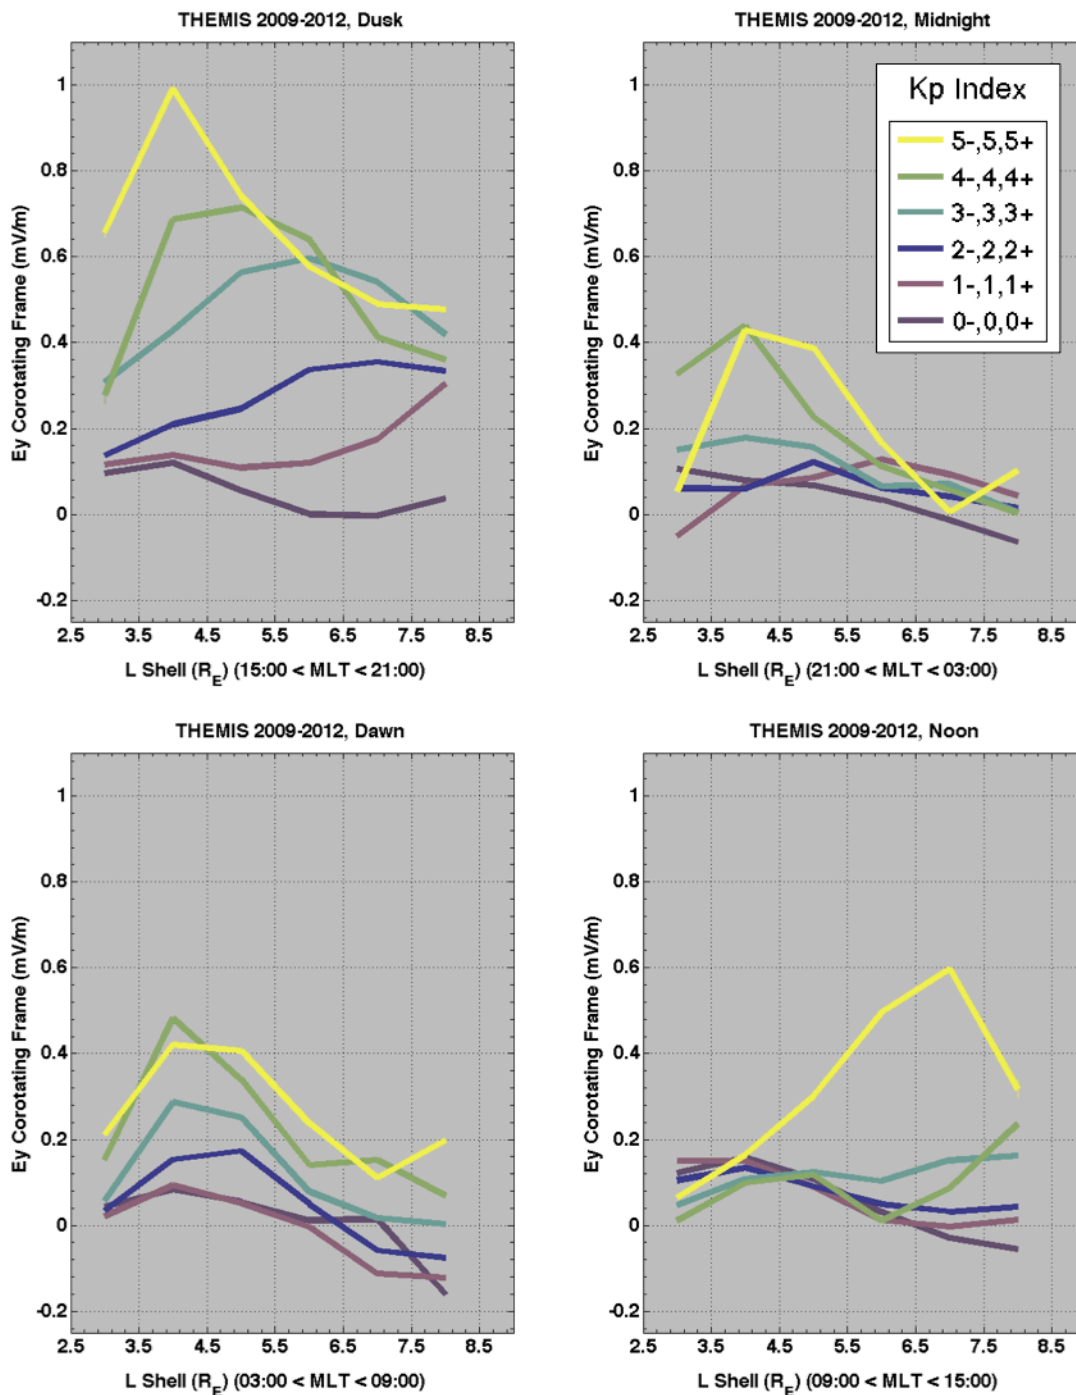 THEMIS 2009-2012, Dusk
Ey Corotating Frame (mV/m)
1
0.8
0.6
0.4
0.2
0
-0.2
2.5 3.5 4.5 5.5 6.5 7.5 8.5
L Shell (R_E) (15:00 < MLT < 21:00)
THEMIS 2009-2012, Midnight
Ey Corotating Frame (mV/m)
1
0.8
0.6
0.4
0.2
0
-0.2
Kp Index
5-,5,5+
4-,4,4+
3-,3,3+
2-,2,2+
1-,1,1+
0-,0,0+
2.5 3.5 4.5 5.5 6.5 7.5 8.5
L Shell (R_E) (21:00 < MLT < 03:00)
THEMIS 2009-2012, Dawn
Ey Corotating Frame (mV/m)
1
0.8
0.6
0.4
0.2
0
-0.2
2.5 3.5 4.5 5.5 6.5 7.5 8.5
L Shell (R_E) (03:00 < MLT < 09:00)
THEMIS 2009-2012, Noon
Ey Corotating Frame (mV/m)
1
0.8
0.6
0.4
0.2
0
-0.2
2.5 3.5 4.5 5.5 6.5 7.5 8.5
L Shell (R_E) (09:00 < MLT < 15:00)